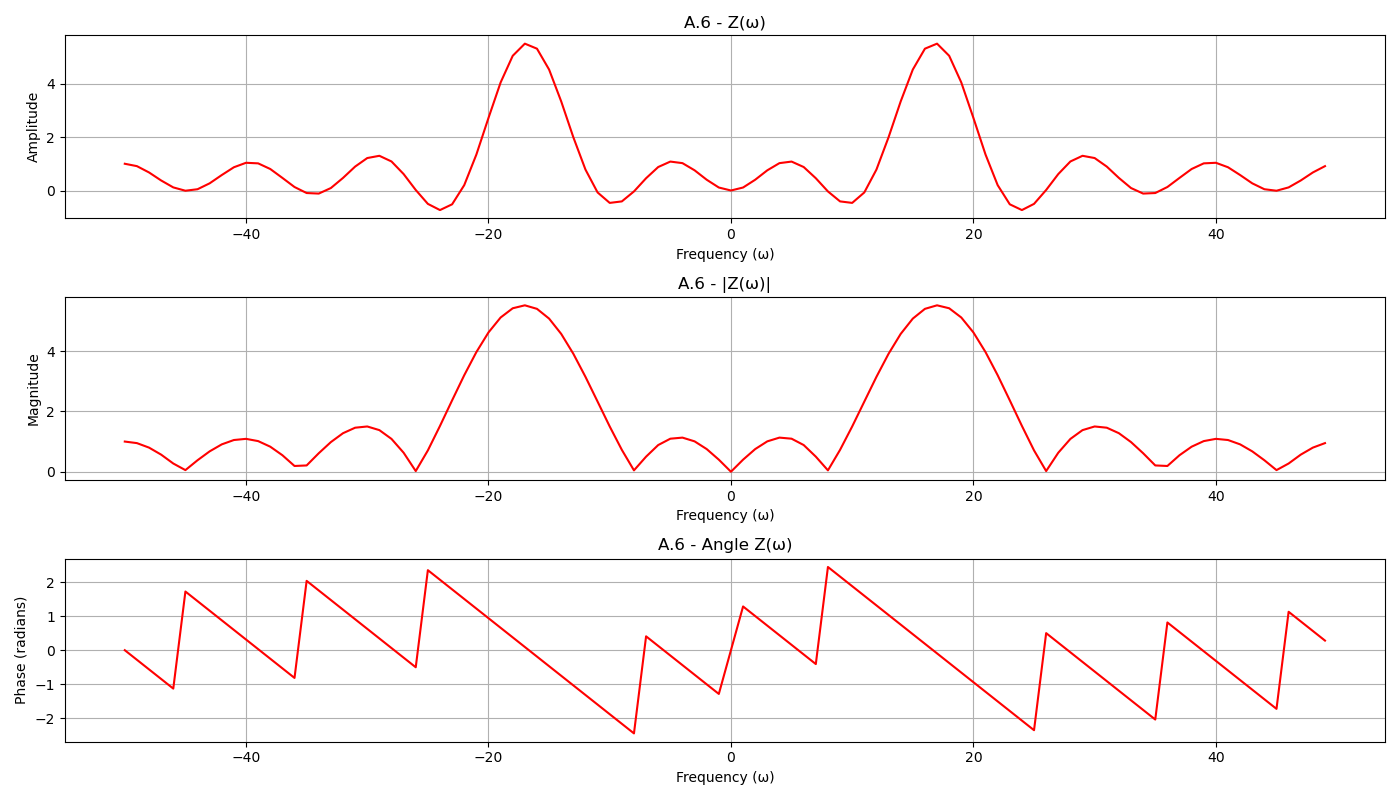 A.6 - Z(ω)
Amplitude
4
2
0
−40 −20 0 20 40
Frequency (ω)
A.6 - |Z(ω)|
Magnitude
4
2
0
−40 −20 0 20 40
Frequency (ω)
A.6 - Angle Z(ω)
Phase (radians)
2
1
0
−1
−2
−40 −20 0 20 40
Frequency (ω)